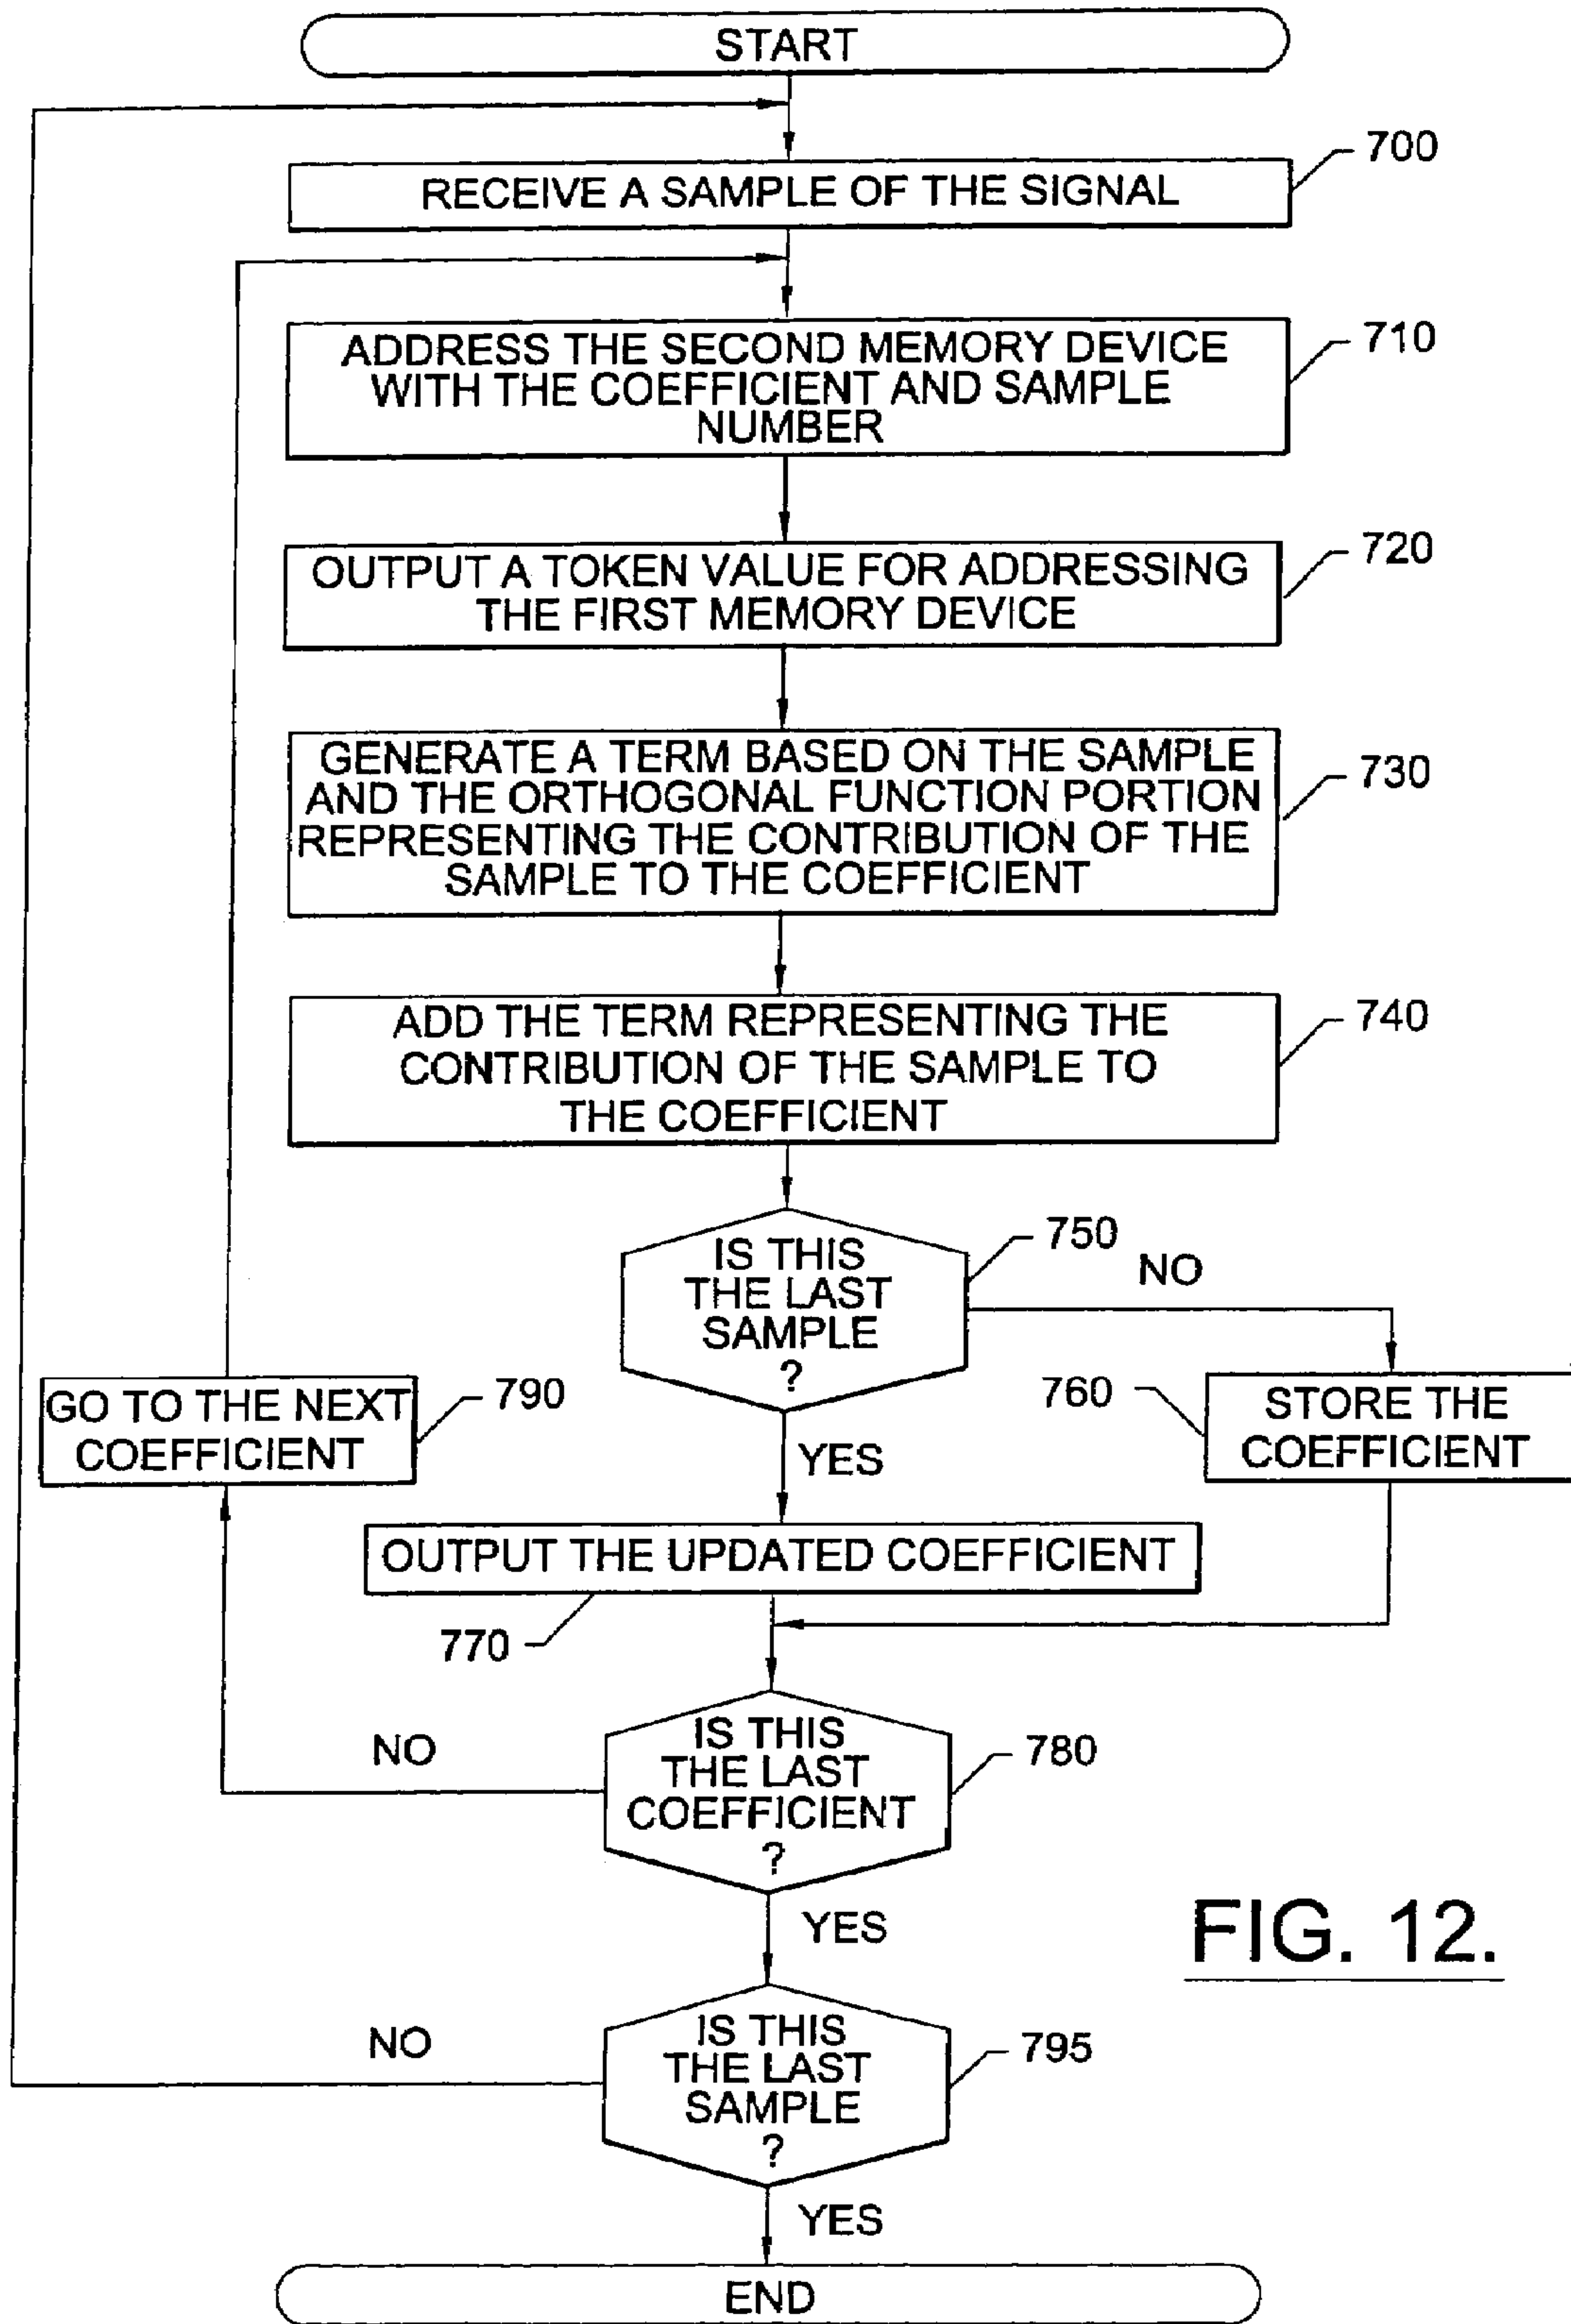 START
700
RECEIVE A SAMPLE OF THE SIGNAL
710
ADDRESS THE SECOND MEMORY DEVICE
WITH THE COEFFICIENT AND SAMPLE
NUMBER
720
OUTPUT A TOKEN VALUE FOR ADDRESSING
THE FIRST MEMORY DEVICE
730
GENERATE A TERM BASED ON THE SAMPLE
AND THE ORTHOGONAL FUNCTION PORTION
REPRESENTING THE CONTRIBUTION OF THE
SAMPLE TO THE COEFFICIENT
740
ADD THE TERM REPRESENTING THE
CONTRIBUTION OF THE SAMPLE TO
THE COEFFICIENT
750
IS THIS
THE LAST
SAMPLE
?
NO
790
GO TO THE NEXT
COEFFICIENT
760
STORE THE
COEFFICIENT
YES
OUTPUT THE UPDATED COEFFICIENT
770
NO
IS THIS
THE LAST
COEFFICIENT
?
780
YES
FIG. 12.
NO
IS THIS
THE LAST
SAMPLE
?
795
YES
END